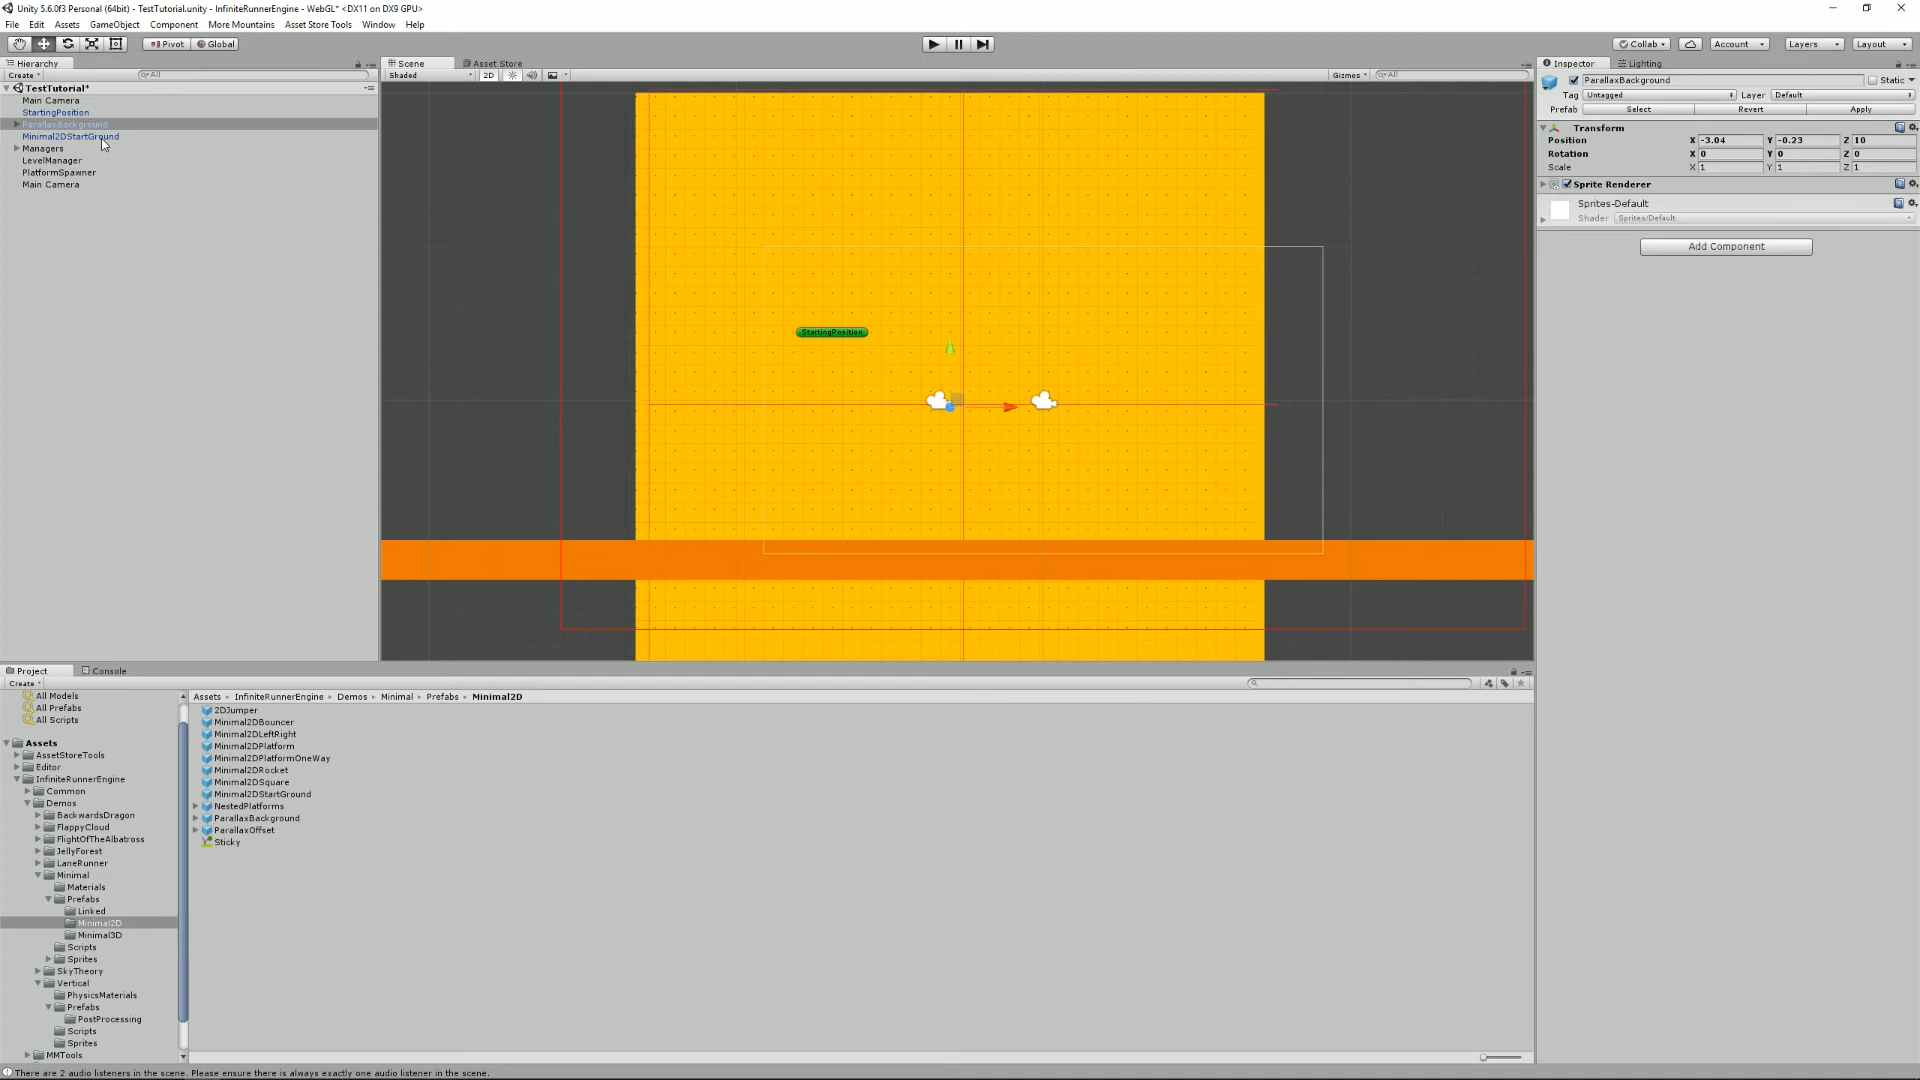 Unity 5.6.0f3 Personal (64bit) - TestTutorial.unity - InfiniteRunnerEngine - WebGL* <DX11 on DX9 GPU>
File Edit Assets GameObject Component More Mountains Asset Store Tools Window Help
Pivot Global Collab Account Layers Layout
Hierarchy Scene Asset Store Inspector Lighting
Create All Shaded 2D Gizmos All
ParallaxBackground Static
TestTutorial*
Tag Untagged Layer Default
Main Camera
Prefab Select Revert Apply
StartingPosition
ParallaxBackground
Transform
Minimal2DStartGround
Position X -3.04 Y -0.23 Z 10
Managers
Rotation X 0 Y 0 Z 0
LevelManager
Scale X 1 Y 1 Z 1
PlatformSpawner
Main Camera
Sprite Renderer
Sprites-Default
Shader Sprites/Default
Add Component
StartingPosition
Project Console
Create
All Models
All Prefabs
All Scripts
Assets
AssetStoreTools
Editor
InfiniteRunnerEngine
Common
Demos
BackwardsDragon
FlappyCloud
FlightOfTheAlbatross
JellyForest
LaneRunner
Minimal
Materials
Prefabs
Linked
Minimal2D
Minimal3D
Scripts
Sprites
SkyTheory
Vertical
PhysicsMaterials
Prefabs
PostProcessing
Scripts
Sprites
MMTools
Assets InfiniteRunnerEngine Demos Minimal Prefabs Minimal2D
2DJumper
Minimal2DBouncer
Minimal2DLeftRight
Minimal2DPlatform
Minimal2DPlatformOneWay
Minimal2DRocket
Minimal2DSquare
Minimal2DStartGround
NestedPlatforms
ParallaxBackground
ParallaxOffset
Sticky
There are 2 audio listeners in the scene. Please ensure there is always exactly one audio listener in the scene.